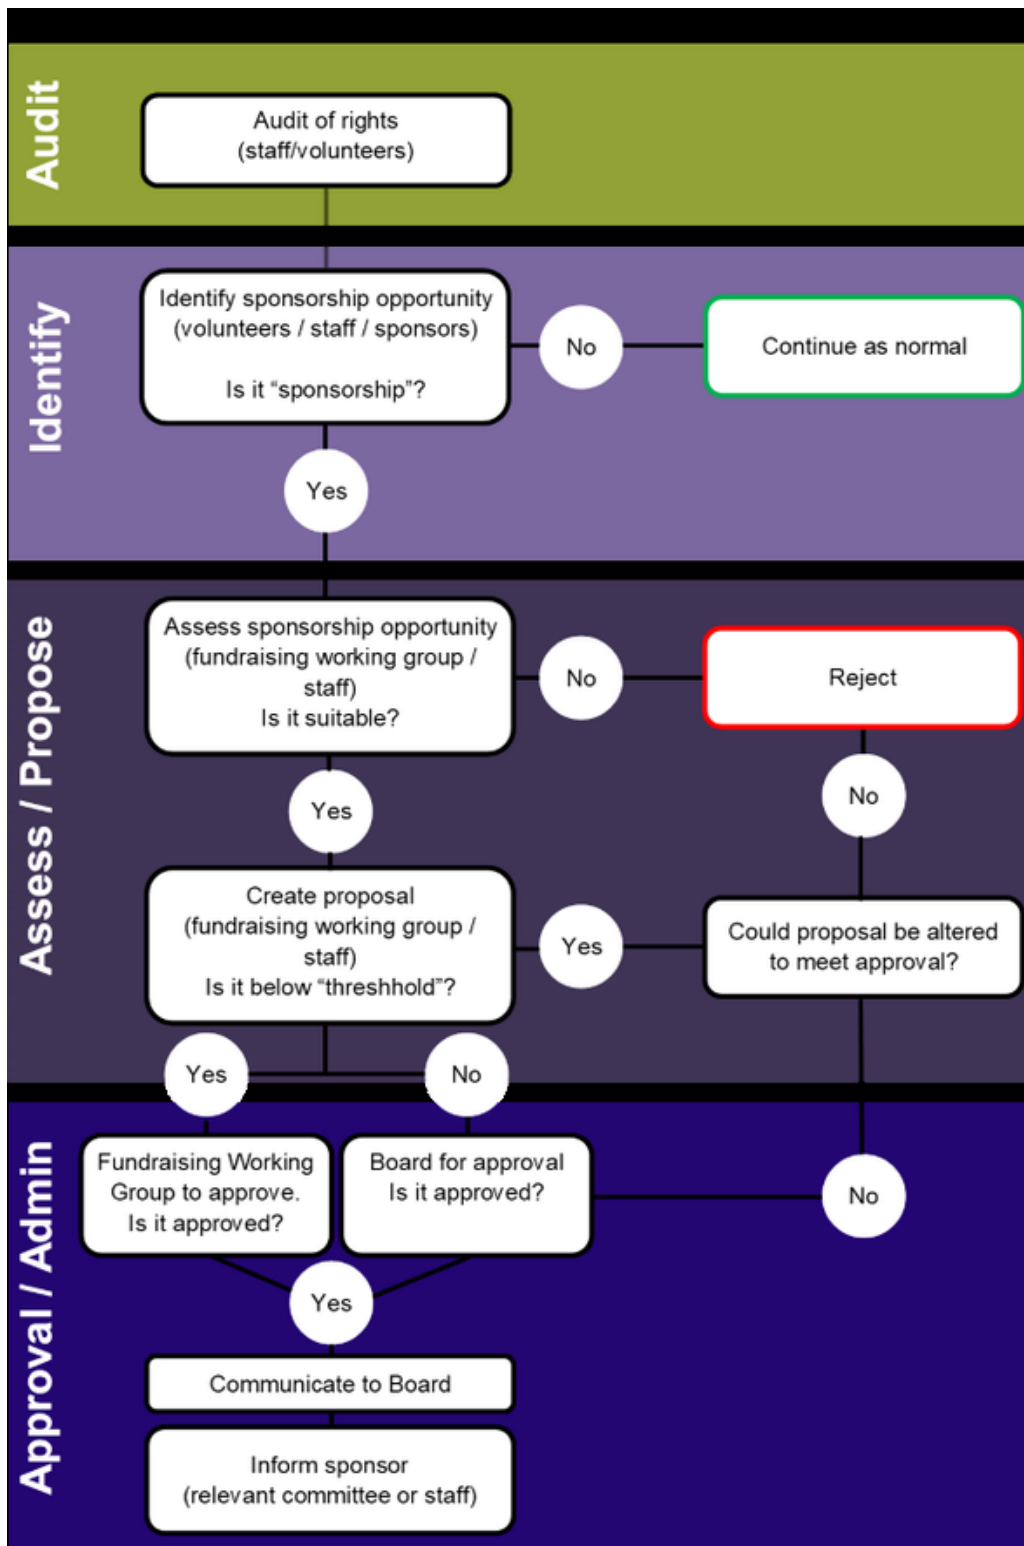 Audit
Audit of rights
(staff/volunteers)
Identify
Identify sponsorship opportunity
(volunteers / staff / sponsors)
Is it “sponsorship”?
No
Continue as normal
Yes
Assess / Propose
Assess sponsorship opportunity
(fundraising working group /
staff)
Is it suitable?
No
Reject
Yes
No
Create proposal
(fundraising working group /
staff)
Is it below “threshhold”?
Yes
Could proposal be altered
to meet approval?
Yes
No
Approval / Admin
Fundraising Working
Group to approve.
Is it approved?
Board for approval
Is it approved?
No
Yes
Communicate to Board
Inform sponsor
(relevant committee or staff)